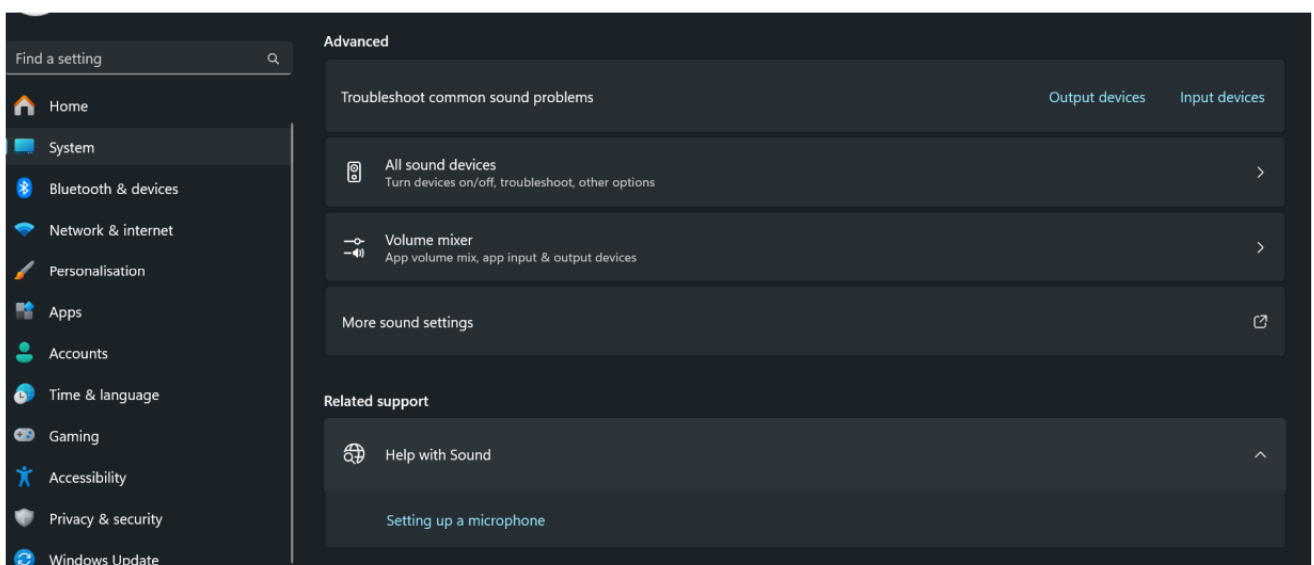 Find a setting
Home
System
Bluetooth & devices
Network & internet
Personalisation
Apps
Accounts
Time & language
Gaming
Accessibility
Privacy & security
Windows Update
Advanced
Troubleshoot common sound problems
Output devices
Input devices
All sound devices
Turn devices on/off, troubleshoot, other options
Volume mixer
App volume mix, app input & output devices
More sound settings
Related support
Help with Sound
Setting up a microphone